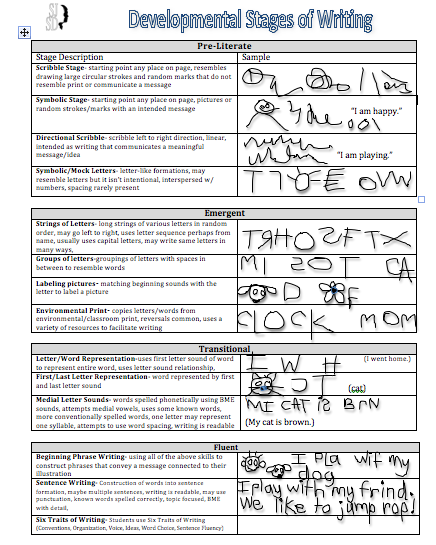 Developmental Stages of Writing
Pre-Literate
Stage Description Sample
Scribble Stage- starting point any place on page, resembles
drawing large circular strokes and random marks that do not
resemble print or communicate a message
Symbolic Stage- starting point any place on page, pictures or
random strokes/marks with an intended message
"I am happy."
Directional Scribble- scribble left to right direction, linear,
intended as writing that communicates a meaningful
message/idea
"I am playing."
Symbolic/Mock Letters- letter-like formations, may
resemble letters but it isn't intentional, interspersed w/
numbers, spacing rarely present
Emergent
Strings of Letters- long strings of various letters in random
order, may go left to right, uses letter sequence perhaps from
name, usually uses capital letters, may write same letters in
many ways,
Groups of letters-groupings of letters with spaces in
between to resemble words
MI SOT CA
Labeling pictures- matching beginning sounds with the
letter to label a picture
D F
Environmental Print- copies letters/words from
environmental/classroom print, reversals common, uses a
variety of resources to facilitate writing
CLOCK MOM
Transitional
Letter/Word Representation-uses first letter sound of word
to represent entire word, uses letter sound relationship,
I W H
(I went home.)
First/Last Letter Representation- word represented by first
and last letter sound
(cat)
Medial Letter Sounds- words spelled phonetically using BME
sounds, attempts medial vowels, uses some known words,
more conventionally spelled words, one letter may represent
one syllable, attempts to use word spacing, writing is readable
MI CAT IS BRN
(My cat is brown.)
Fluent
Beginning Phrase Writing- using all of the above skills to
construct phrases that convey a message connected to their
illustration
I pla wif my
dog
Sentence Writing- Construction of words into sentence
formation, maybe multiple sentences, writing is readable, may use
punctuation, known words spelled correctly, topic focused, BME
with detail,
I play with my frind.
We like to jump rop!
Six Traits of Writing- Students use Six Traits of Writing
(Conventions, Organization, Voice, Ideas, Word Choice, Sentence Fluency)